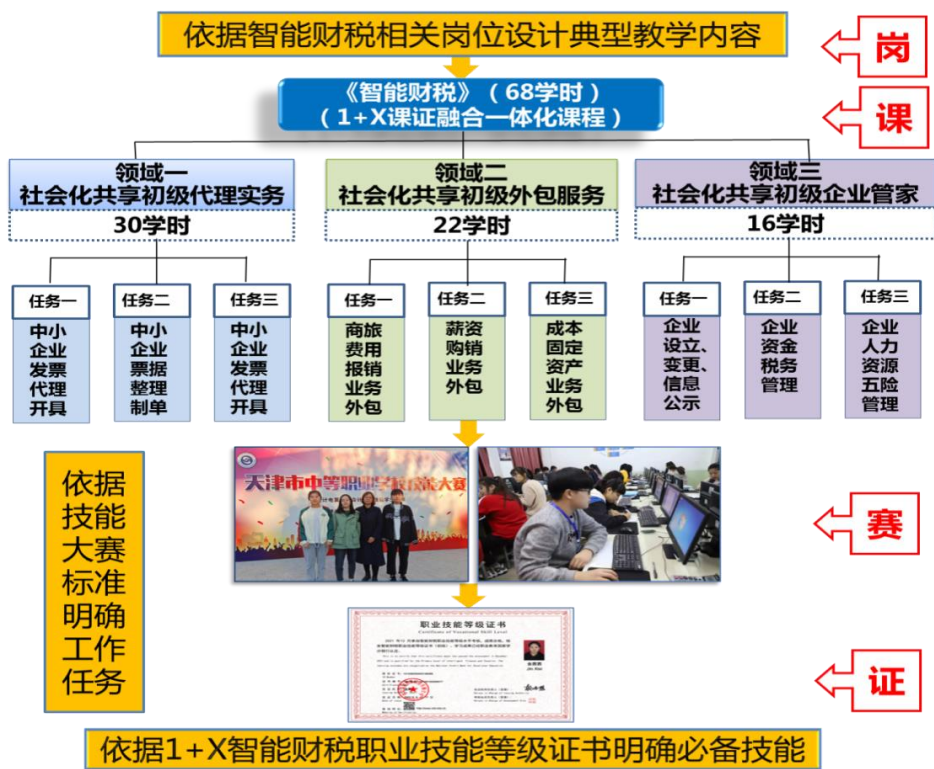 依据智能财税相关岗位设计典型教学内容
岗
《智能财税》（68学时）
（1+X课证融合一体化课程）
课
领域一
社会化共享初级代理实务
30学时
领域二
社会化共享初级外包服务
22学时
领域三
社会化共享初级企业管家
16学时
任务一
中小
企业
发票
代理
开具
任务二
中小
企业
票据
整理
制单
任务三
中小
企业
发票
代理
开具
任务一
商旅
费用
报销
业务
外包
任务二
薪资
购销
业务
外包
任务三
成本
固定
资产
业务
外包
任务一
企业
设立、
变更、
信息
公示
任务二
企业
资金
税务
管理
任务三
企业
人力
资源
五险
管理
依据
技能
大赛
标准
明确
工作
任务
天津市中等职业学校技能大赛
赛
职业技能等级证书
Certificate of Vocational Skill Level
证
依据1+X智能财税职业技能等级证书明确必备技能